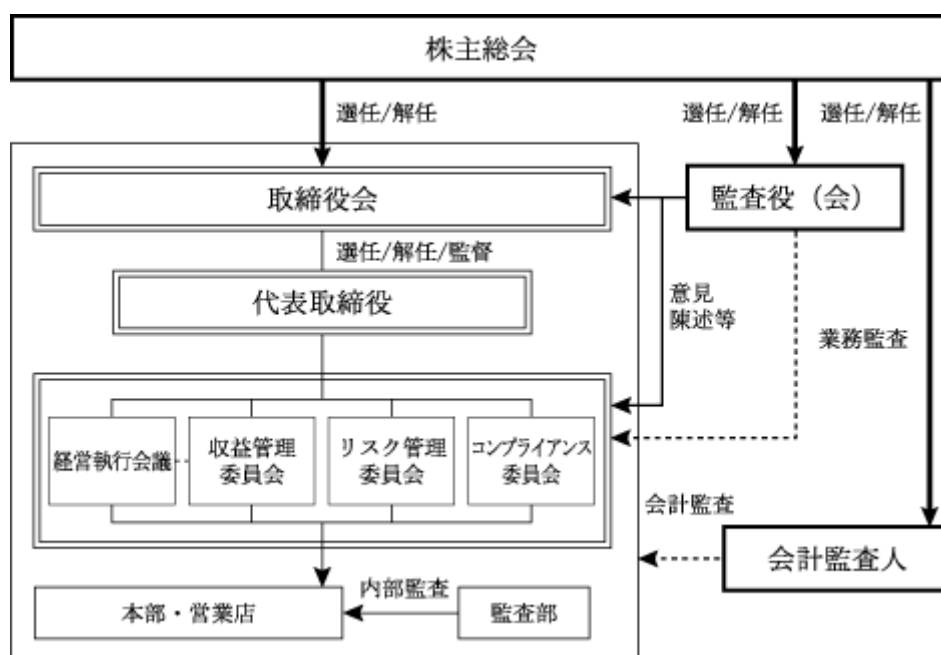 株主総会
選任/解任
選任/解任
選任/解任
取締役会
監査役（会）
選任/解任/監督
代表取締役
意見
陳述等
業務監査
経営執行会議
収益管理
委員会
リスク管理
委員会
コンプライアンス
委員会
会計監査
会計監査人
本部・営業店
内部監査
監査部